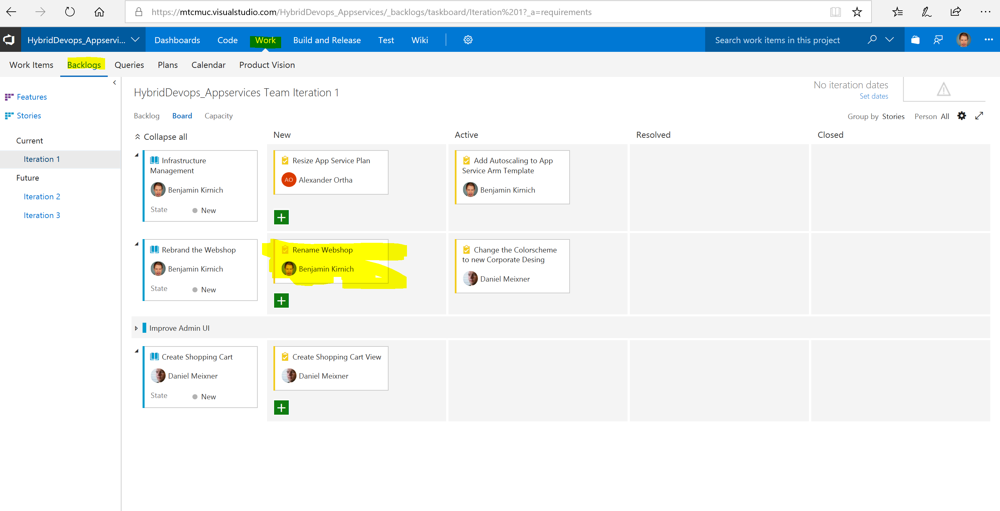 https://mtcmuc.visualstudio.com/HybridDevops_Appservices/_backlogs/taskboard/Iteration%201?_a=requirements
HybridDevops_Appservi... Dashboards Code Work Build and Release Test Wiki Search work items in this project
Work Items Backlogs Queries Plans Calendar Product Vision
Features
Stories
Current
Iteration 1
Future
Iteration 2
Iteration 3
HybridDevops_Appservices Team Iteration 1
No iteration dates
Set dates
Backlog Board Capacity
Group by Stories Person All
Collapse all New Active Resolved Closed
Infrastructure
Management
Benjamin Kirnich
State New
Resize App Service Plan
AO Alexander Ortha
Add Autoscaling to App
Service Arm Template
Benjamin Kirnich
Rebrand the Webshop
Benjamin Kirnich
State New
Rename Webshop
Benjamin Kirnich
Change the Colorscheme
to new Corporate Desing
Daniel Meixner
Improve Admin UI
Create Shopping Cart
Daniel Meixner
State New
Create Shopping Cart View
Daniel Meixner